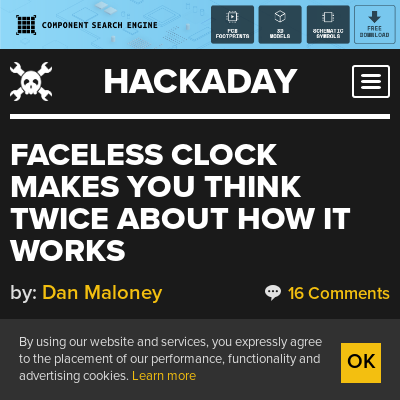 COMPONENT SEARCH ENGINE
PCB
FOOTPRINTS
3D
MODELS
SCHEMATIC
SYMBOLS
FREE
DOWNLOAD
HACKADAY
FACELESS CLOCK
MAKES YOU THINK
TWICE ABOUT HOW IT
WORKS
by: Dan Maloney
16 Comments
By using our website and services, you expressly agree
to the placement of our performance, functionality and
advertising cookies. Learn more
OK